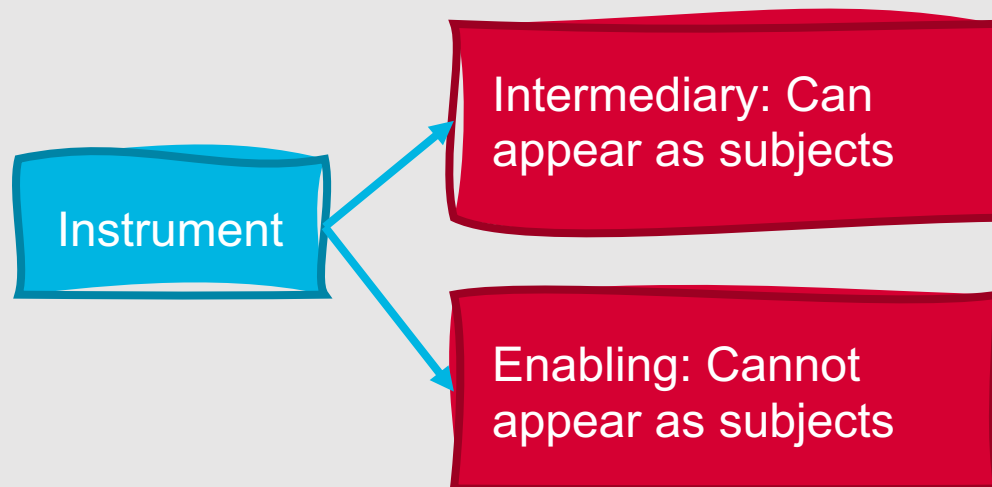 Instrument
Intermediary: Can
appear as subjects
Enabling: Cannot
appear as subjects